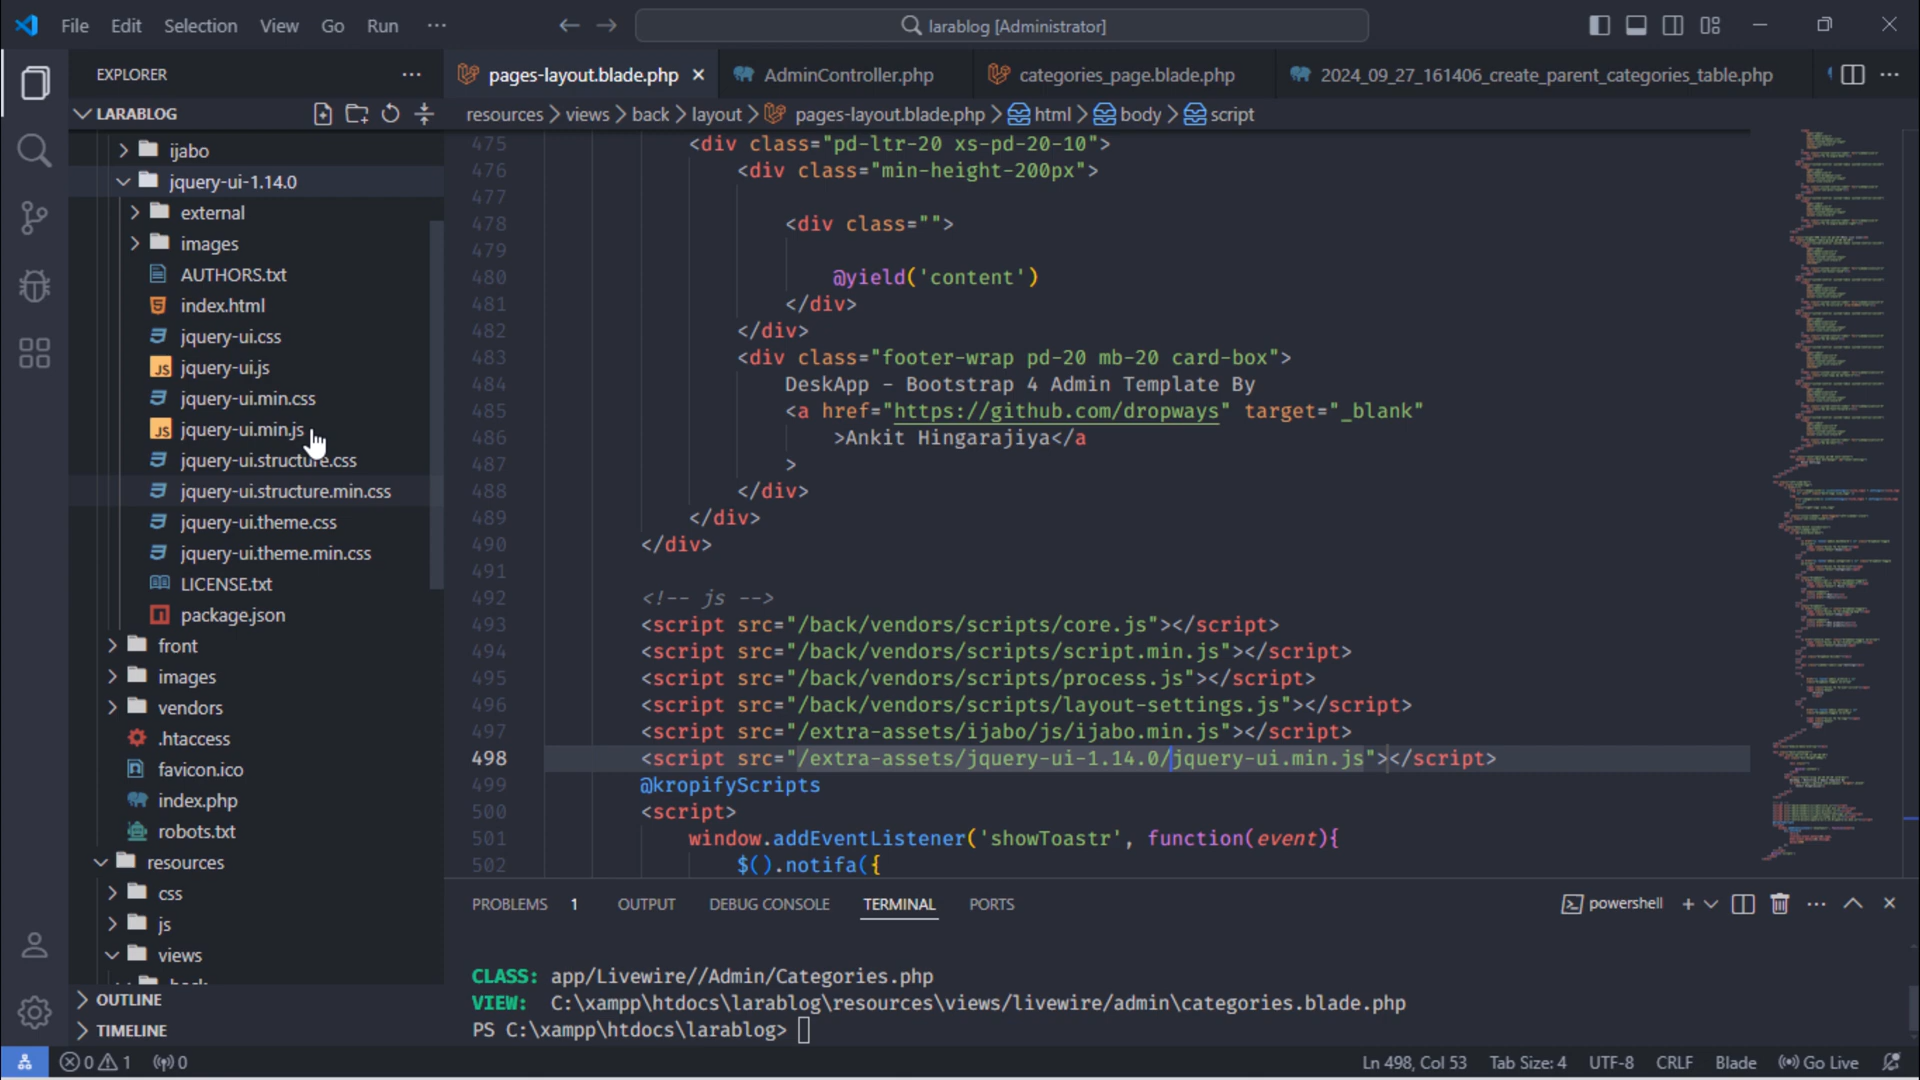 File Edit Selection View Go Run ···
larablog [Administrator]
EXPLORER
pages-layout.blade.php
AdminController.php
categories_page.blade.php
2024_09_27_161406_create_parent_categories_table.php
LARABLOG
resources > views > back > layout > pages-layout.blade.php > html > body > script
ijabo
jquery-ui-1.14.0
external
images
AUTHORS.txt
index.html
jquery-ui.css
jquery-ui.js
jquery-ui.min.css
jquery-ui.min.js
jquery-ui.structure.css
jquery-ui.structure.min.css
jquery-ui.theme.css
jquery-ui.theme.min.css
LICENSE.txt
package.json
front
images
vendors
.htaccess
favicon.ico
index.php
robots.txt
resources
css
js
views
OUTLINE
TIMELINE
475 <div class="pd-ltr-20 xs-pd-20-10">
476 <div class="min-height-200px">
477
478 <div class="">
479
480 @yield('content')
481 </div>
482 </div>
483 <div class="footer-wrap pd-20 mb-20 card-box">
484 DeskApp - Bootstrap 4 Admin Template By
485 <a href="https://github.com/dropways" target="_blank"
486 >Ankit Hingarajiya</a
487 >
488 </div>
489 </div>
490 </div>
491
492 <!-- js -->
493 <script src="/back/vendors/scripts/core.js"></script>
494 <script src="/back/vendors/scripts/script.min.js"></script>
495 <script src="/back/vendors/scripts/process.js"></script>
496 <script src="/back/vendors/scripts/layout-settings.js"></script>
497 <script src="/extra-assets/ijabo/js/ijabo.min.js"></script>
498 <script src="/extra-assets/jquery-ui-1.14.0/jquery-ui.min.js"></script>
499 @kropifyScripts
500 <script>
501 window.addEventListener('showToastr', function(event){
502 $().notifa({
PROBLEMS 1 OUTPUT DEBUG CONSOLE TERMINAL PORTS
powershell
CLASS: app/Livewire//Admin/Categories.php
VIEW: C:\xampp\htdocs\larablog\resources\views/livewire/admin\categories.blade.php
PS C:\xampp\htdocs\larablog>
0 1 0
Ln 498, Col 53 Tab Size: 4 UTF-8 CRLF Blade Go Live